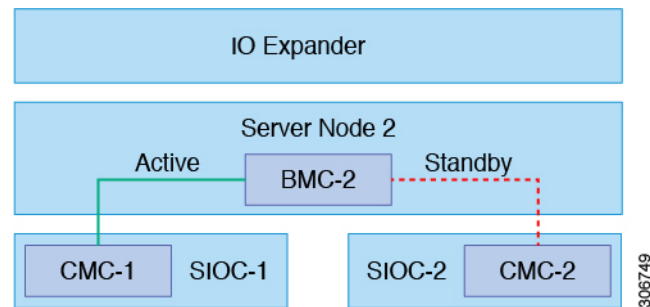 IO Expander
Server Node 2
Active
Standby
BMC-2
CMC-1
SIOC-1
SIOC-2
CMC-2
306749